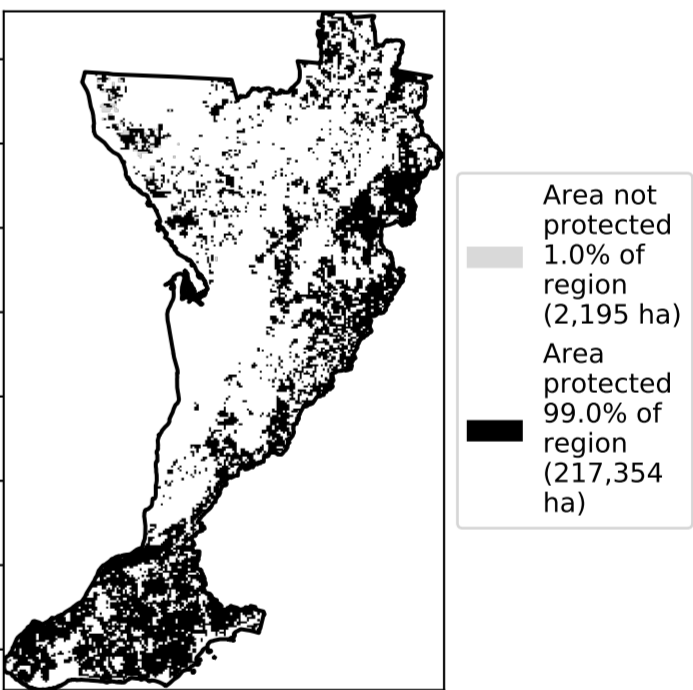 Area not
protected
1.0% of
region
(2,195 ha)
Area
protected
99.0% of
region
(217,354
ha)